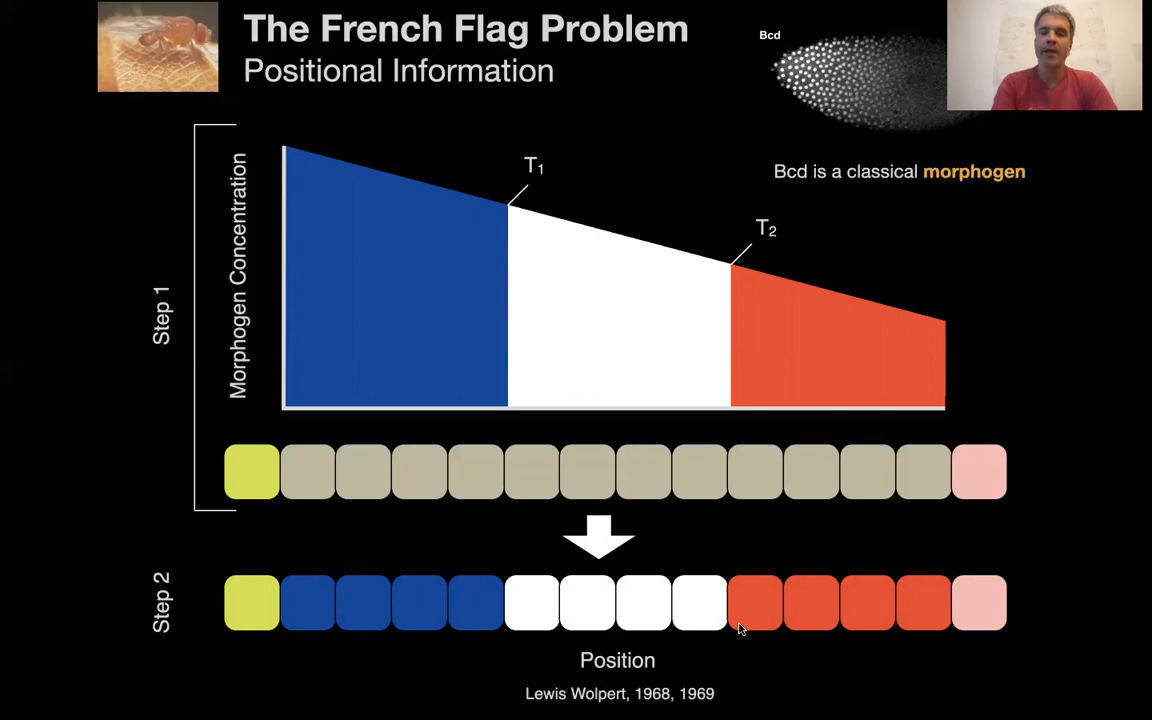 The French Flag Problem
Positional Information
Bcd
Bcd is a classical morphogen
Step 1
Morphogen Concentration
T₁
T₂
Step 2
Position
Lewis Wolpert, 1968, 1969